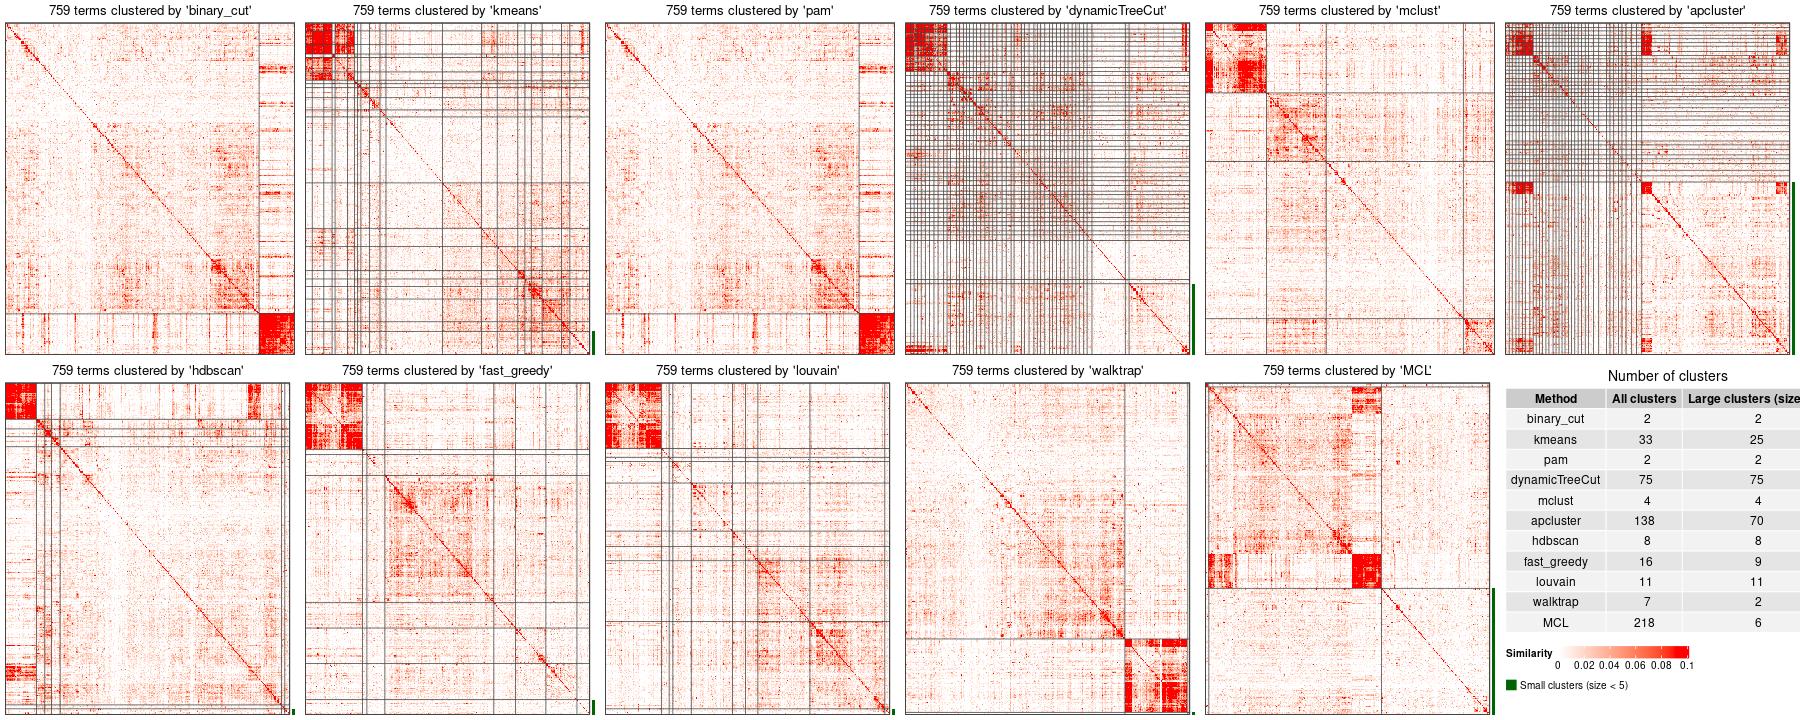 759 terms clustered by 'binary_cut'
759 terms clustered by 'kmeans'
759 terms clustered by 'pam'
759 terms clustered by 'dynamicTreeCut'
759 terms clustered by 'mclust'
759 terms clustered by 'apcluster'
759 terms clustered by 'hdbscan'
759 terms clustered by 'fast_greedy'
759 terms clustered by 'louvain'
759 terms clustered by 'walktrap'
759 terms clustered by 'MCL'
Number of clusters
Method All clusters Large clusters (size
binary_cut 2 2
kmeans 33 25
pam 2 2
dynamicTreeCut 75 75
mclust 4 4
apcluster 138 70
hdbscan 8 8
fast_greedy 16 9
louvain 11 11
walktrap 7 2
MCL 218 6
Similarity
0 0.02 0.04 0.06 0.08 0.1
Small clusters (size < 5)